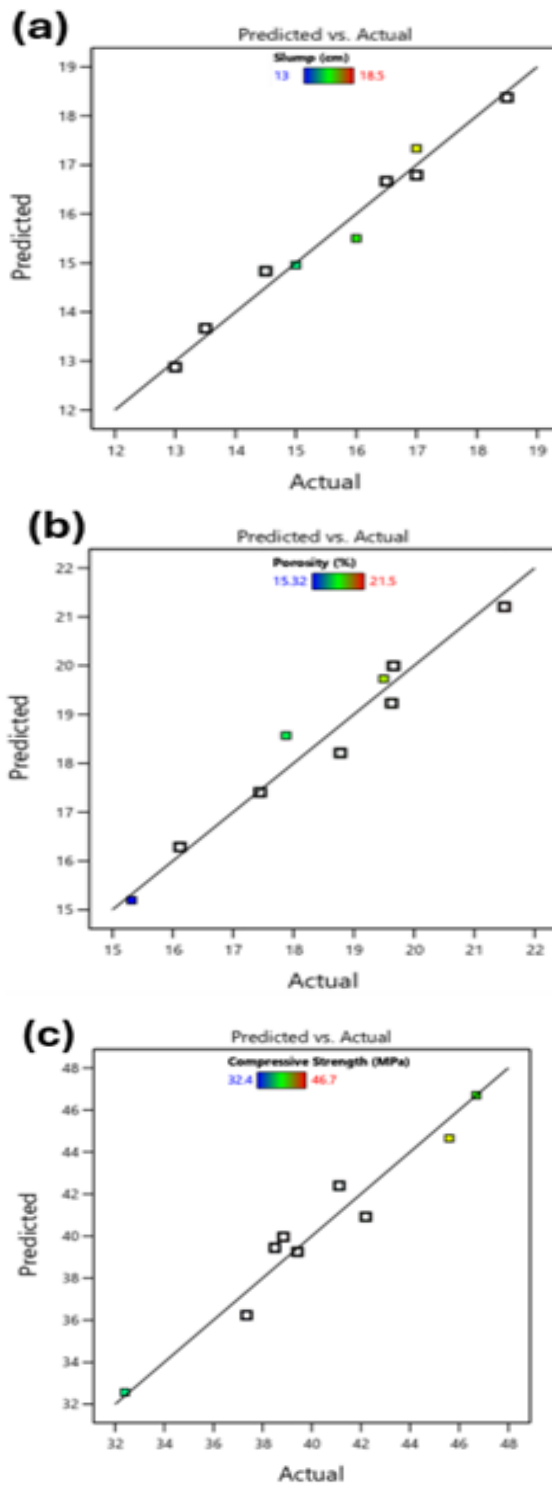 (a)
Predicted vs. Actual
Slump (cm)
13 18.5
19
18
17
16
15
14
13
12
Predicted
12 13 14 15 16 17 18 19
Actual
(b)
Predicted vs. Actual
Porosity (%)
15.32 21.5
22
21
20
19
18
17
16
15
Predicted
15 16 17 18 19 20 21 22
Actual
(c)
Predicted vs. Actual
Compressive Strength (MPa)
32.4 46.7
48
46
44
42
40
38
36
34
32
Predicted
32 34 36 38 40 42 44 46 48
Actual